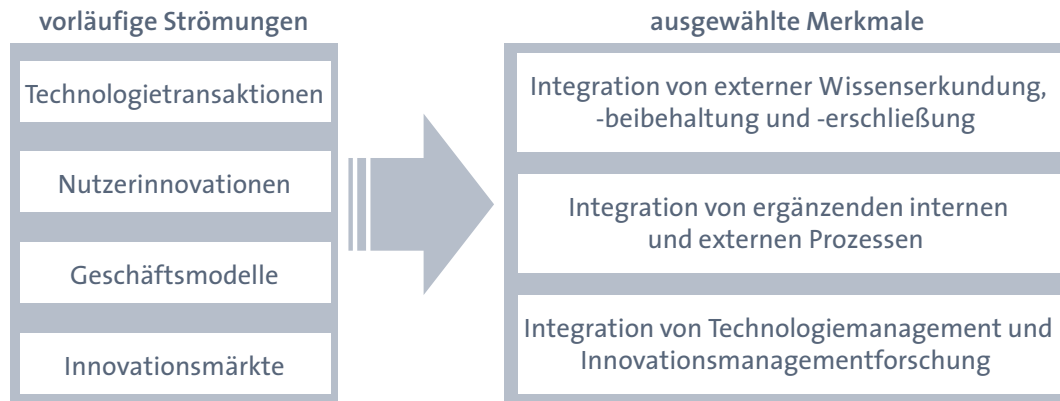 vorläufige Strömungen
Technologietransaktionen
Nutzerinnovationen
Geschäftsmodelle
Innovationsmärkte
ausgewählte Merkmale
Integration von externer Wissenserkundung,
-beibehaltung und -erschließung
Integration von ergänzenden internen
und externen Prozessen
Integration von Technologiemanagement und
Innovationsmanagementforschung